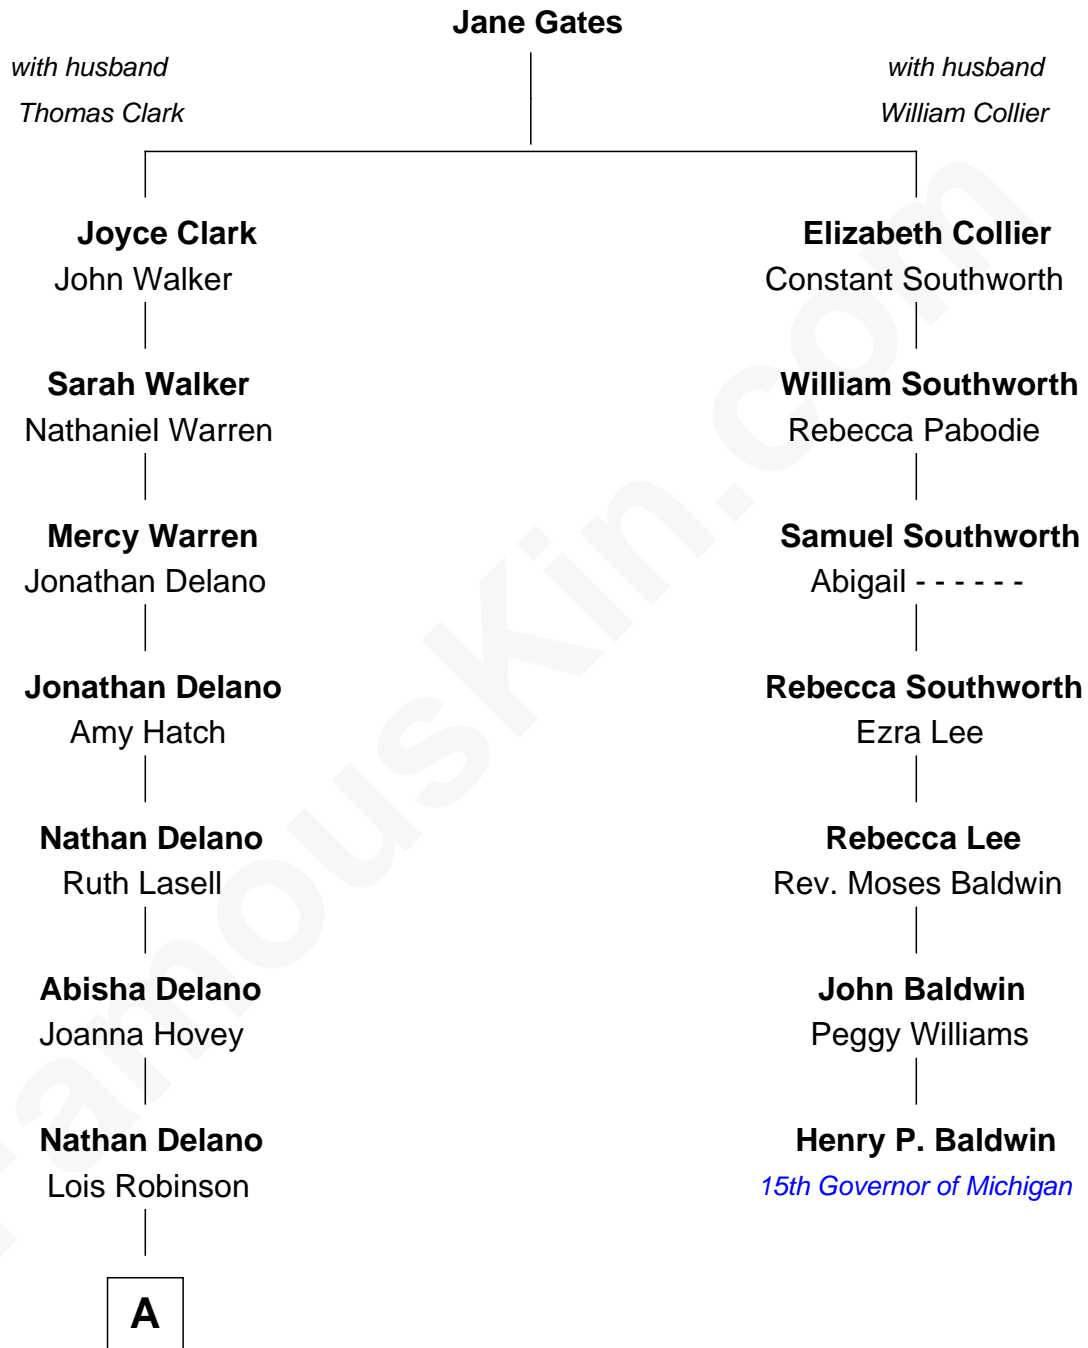 Jane Gates
with husband
Thomas Clark
with husband
William Collier
Joyce Clark
John Walker
Elizabeth Collier
Constant Southworth
Sarah Walker
Nathaniel Warren
William Southworth
Rebecca Pabodie
Mercy Warren
Jonathan Delano
Samuel Southworth
Abigail - - - - - -
Jonathan Delano
Amy Hatch
Rebecca Southworth
Ezra Lee
Nathan Delano
Ruth Lasell
Rebecca Lee
Rev. Moses Baldwin
Abisha Delano
Joanna Hovey
John Baldwin
Peggy Williams
Nathan Delano
Lois Robinson
Henry P. Baldwin
15th Governor of Michigan
A
FamousKin.com